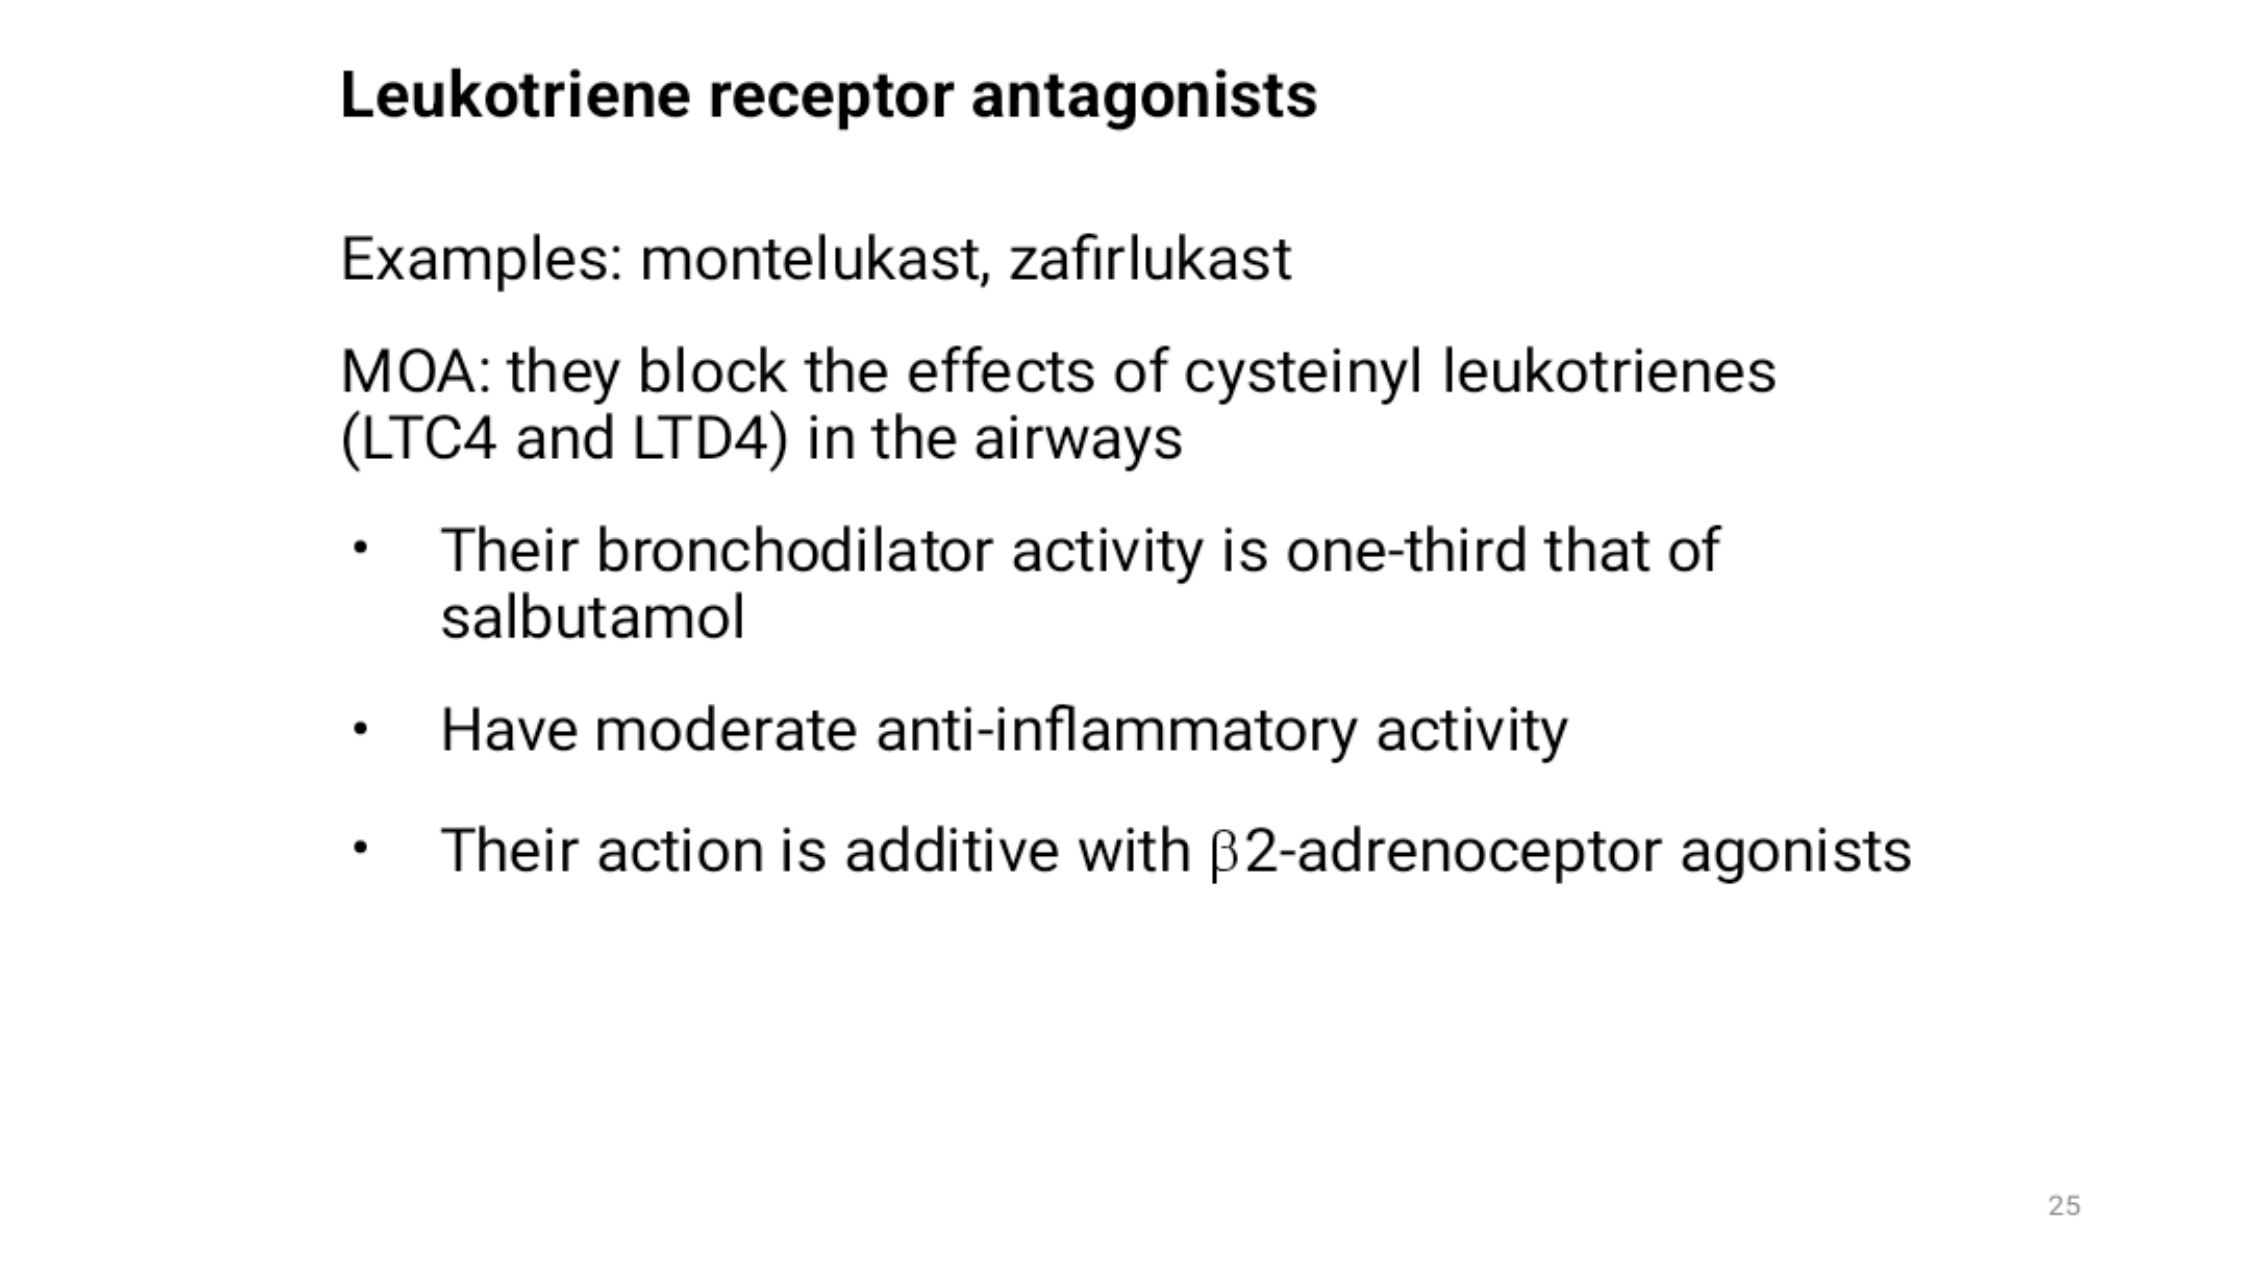 Leukotriene receptor antagonists
Examples: montelukast, zafirlukast
MOA: they block the effects of cysteinyl leukotrienes
(LTC4 and LTD4) in the airways
• Their bronchodilator activity is one-third that of
salbutamol
• Have moderate anti-inflammatory activity
• Their action is additive with β2-adrenoceptor agonists
25